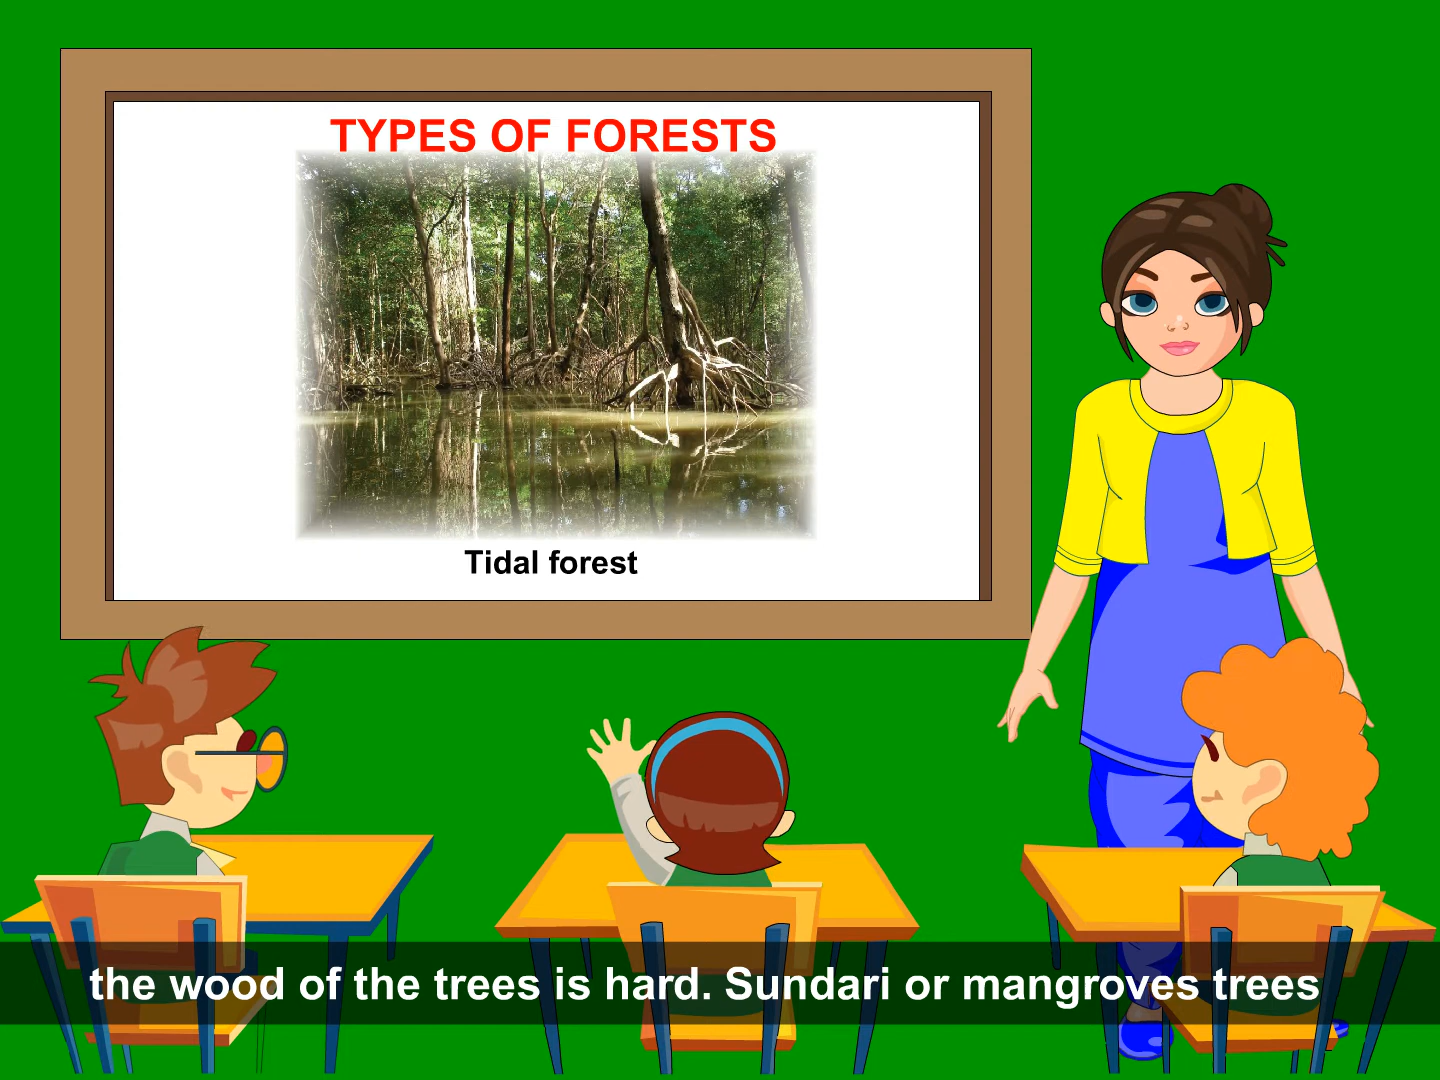 TYPES OF FORESTS
Tidal forest
the wood of the trees is hard. Sundari or mangroves trees